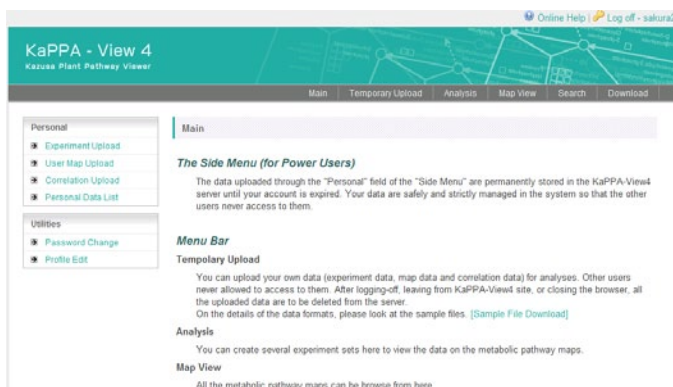 Online Help | Log off - sakura2
KaPPA - View 4
Kazusa Plant Pathway Viewer
Main | Temporary Upload | Analysis | Map View | Search | Download
Personal
Experiment Upload
User Map Upload
Correlation Upload
Personal Data List
Utilities
Password Change
Profile Edit
Main
The Side Menu (for Power Users)
The data uploaded through the "Personal" field of the "Side Menu" are permanently stored in the KaPPA-View4
server until your account is expired. Your data are safely and strictly managed in the system so that the other
users never access to them.
Menu Bar
Tempolary Upload
You can upload your own data (experiment data, map data and correlation data) for analyses. Other users
never allowed to access to them. After logging-off, leaving from KaPPA-View4 site, or closing the browser, all
the uploaded data are to be deleted from the server.
On the details of the data formats, please look at the sample files. [Sample File Download]
Analysis
You can create several experiment sets here to view the data on the metabolic pathway maps.
Map View
All the metabolic pathway maps can be browse from here.